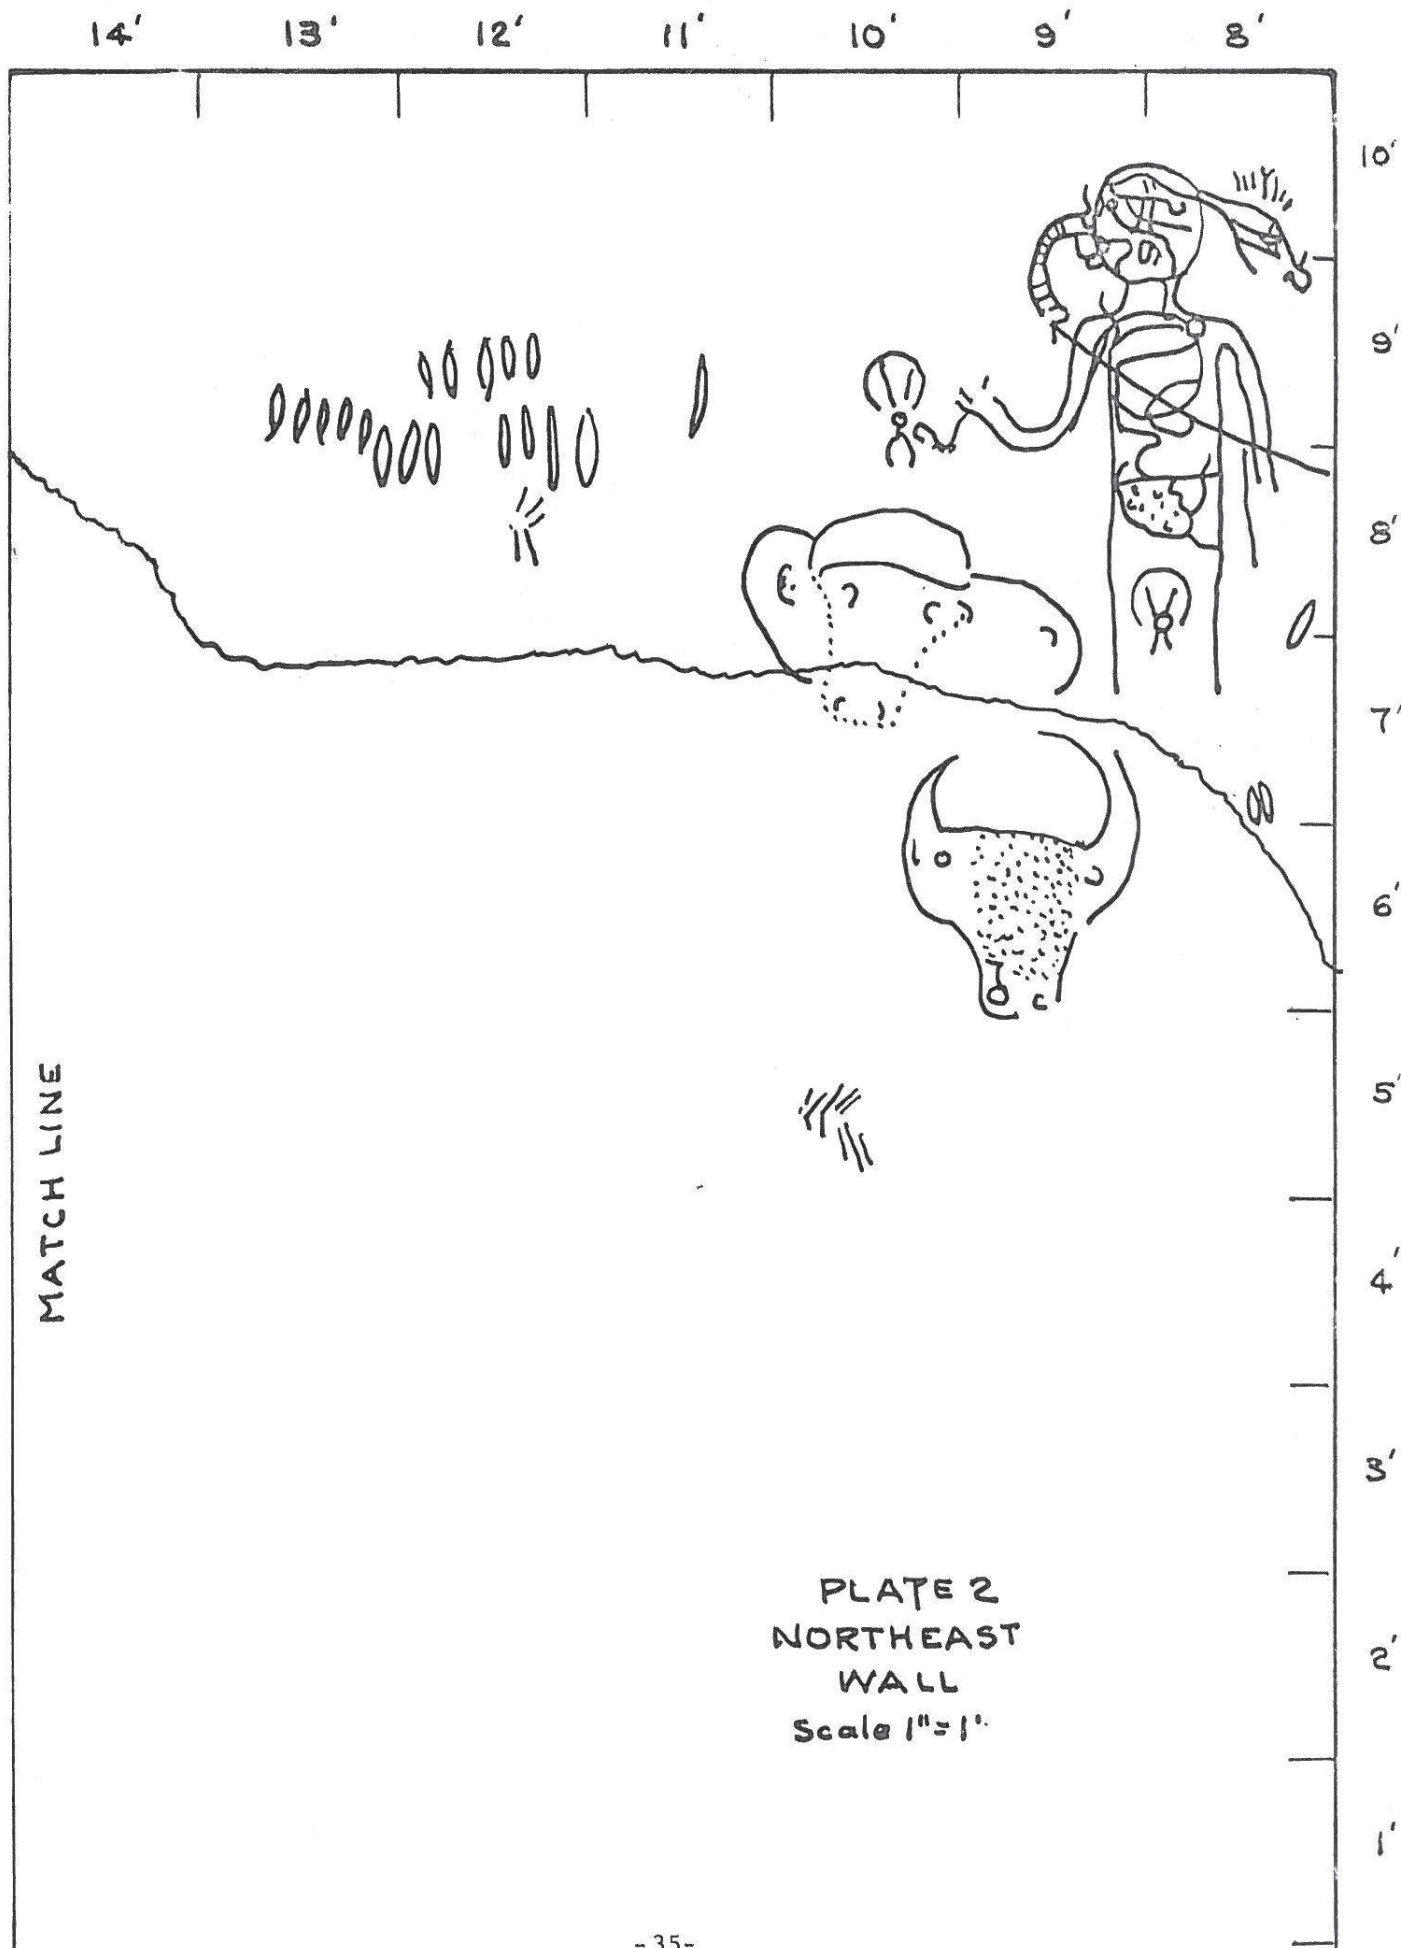 14' 13' 12' 11' 10' 9' 8'
10'
9'
8'
7'
6'
5'
4'
3'
2'
1'
MATCH LINE
PLATE 2
NORTHEAST
WALL
Scale 1"=1'
-35-